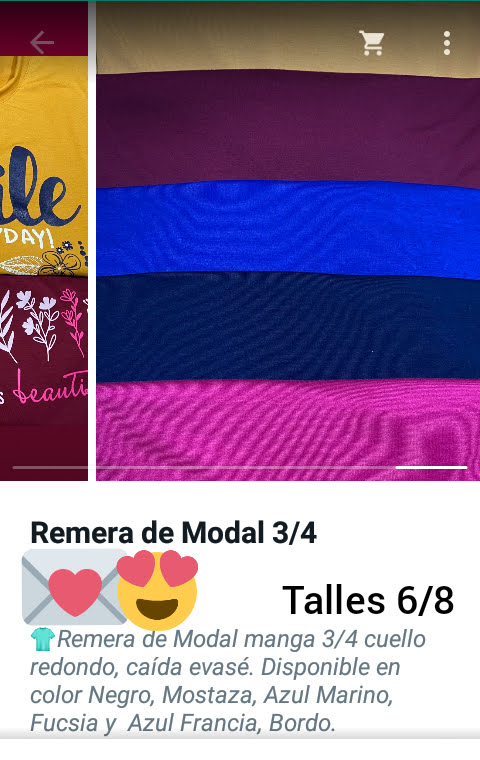 ile
YDAY!
s beauti
Remera de Modal 3/4
Talles 6/8
Remera de Modal manga 3/4 cuello
redondo, caída evasé. Disponible en
color Negro, Mostaza, Azul Marino,
Fucsia y Azul Francia, Bordo.